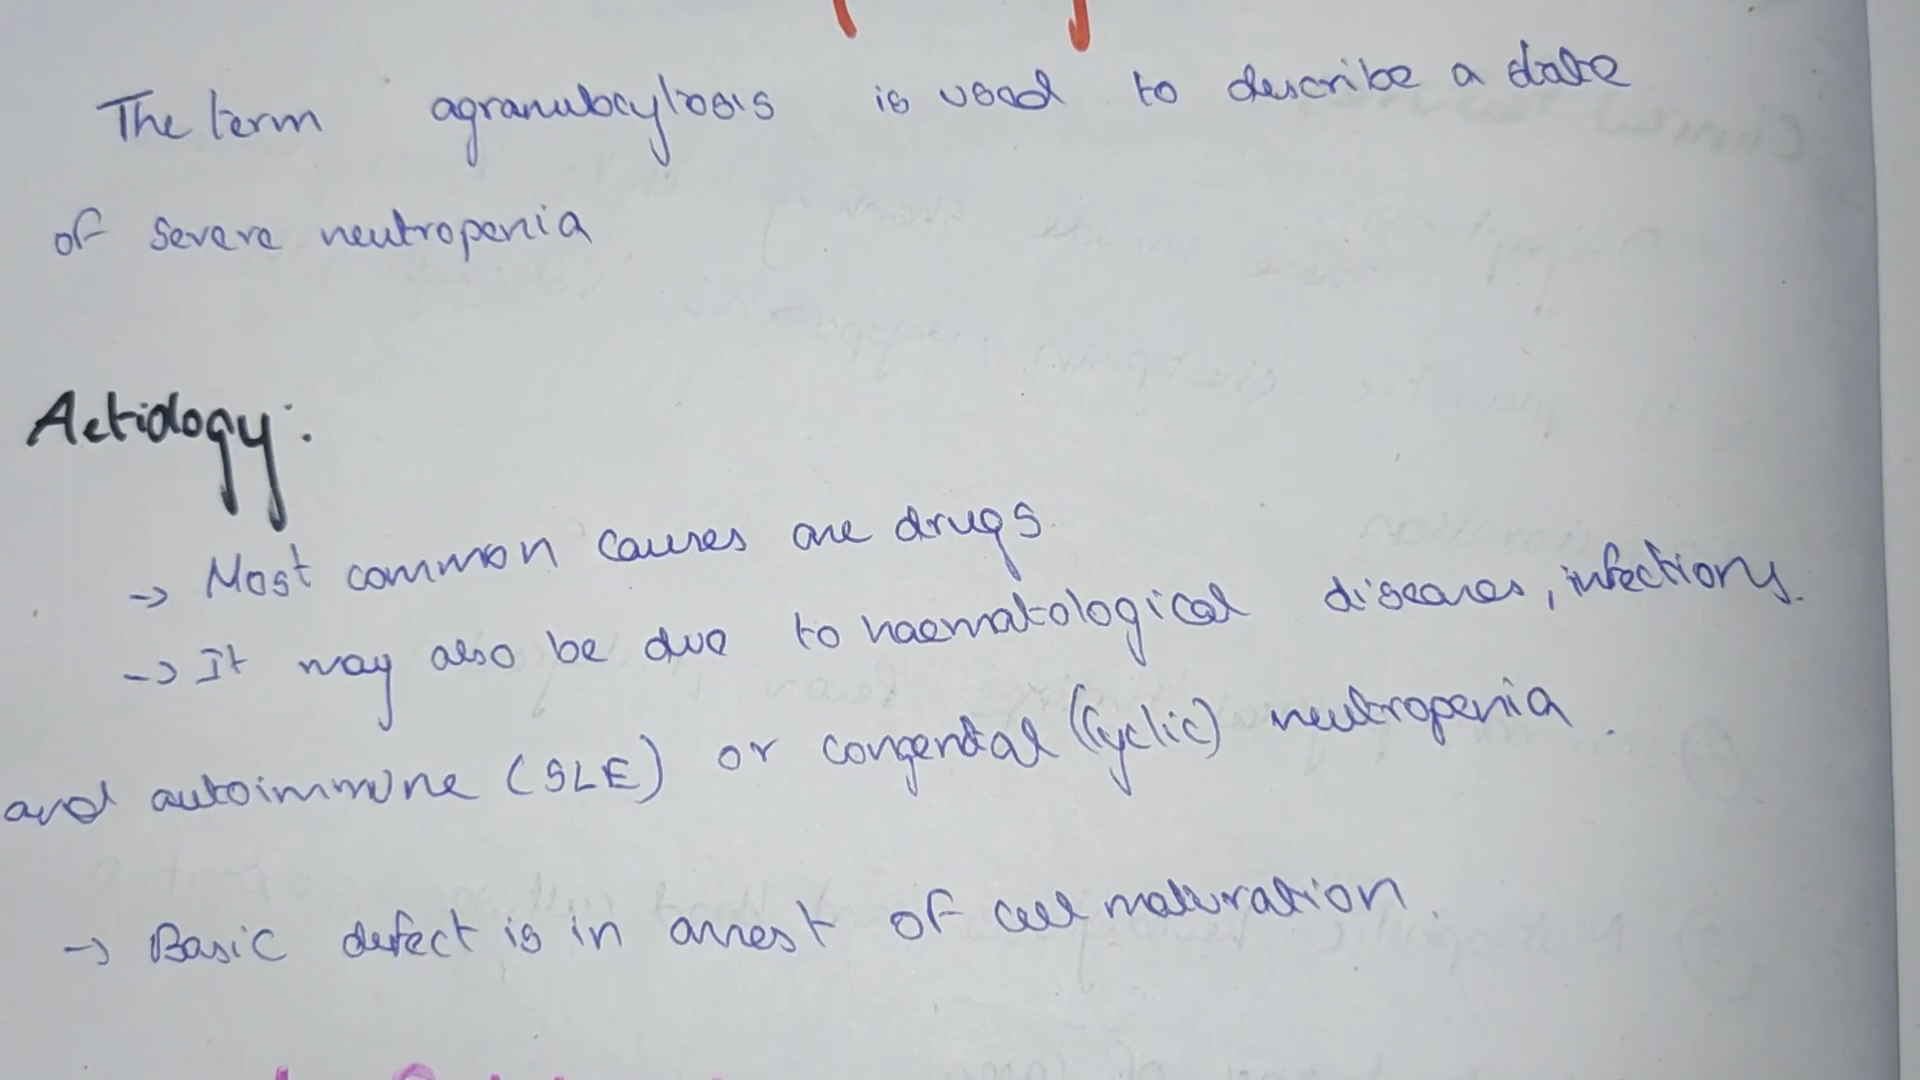 The term agranulocytosis is used to describe a state
of severe neutropenia
Aetiology:
-> Most common causes are drugs.
-> It may also be due to haematological diseases, infections.
and autoimmune (SLE) or congenital (Cyclic) neutropenia.
-> Basic defect is in arrest of cell maturation.